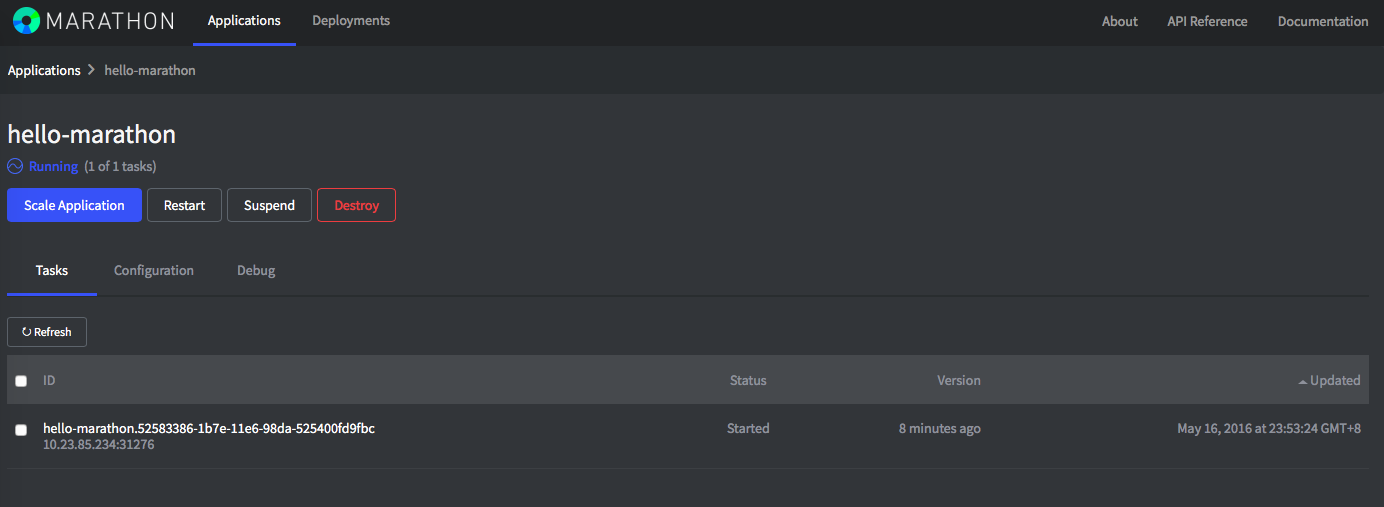 MARATHON Applications Deployments About API Reference Documentation
Applications hello-marathon
hello-marathon
Running (1 of 1 tasks)
Scale Application Restart Suspend Destroy
Tasks Configuration Debug
Refresh
ID Status Version Updated
hello-marathon.52583386-1b7e-11e6-98da-525400fd9fbc Started 8 minutes ago May 16, 2016 at 23:53:24 GMT+8
10.23.85.234:31276